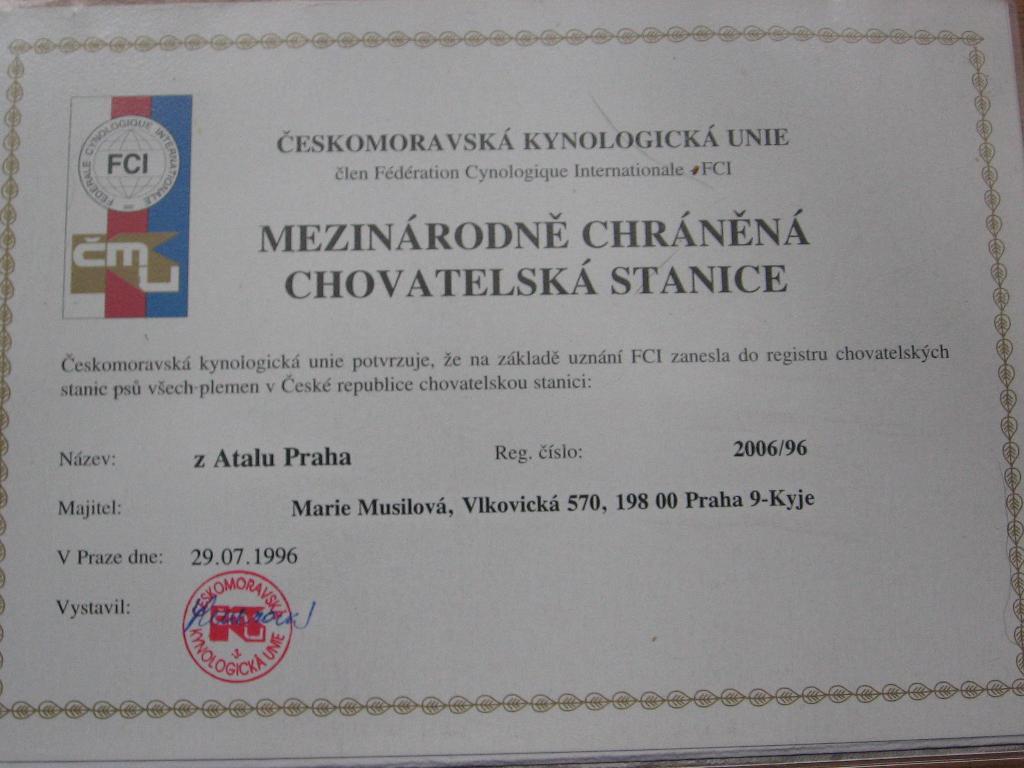 FÉDÉRALE CYNOLOGIQUE INTERNATIONALE
FCI
čmu
ČESKOMORAVSKÁ KYNOLOGICKÁ UNIE
člen Fédération Cynologique Internationale - FCI
MEZINÁRODNĚ CHRÁNĚNÁ
CHOVATELSKÁ STANICE
Českomoravská kynologická unie potvrzuje, že na základě uznání FCI zanesla do registru chovatelských
stanic psů všech plemen v České republice chovatelskou stanici:
Název: z Atalu Praha Reg. číslo: 2006/96
Majitel: Marie Musilová, Vlkovická 570, 198 00 Praha 9-Kyje
V Praze dne: 29.07.1996
Vystavil:
ČESKOMORAVSKÁ
KYNOLOGICKÁ UNIE